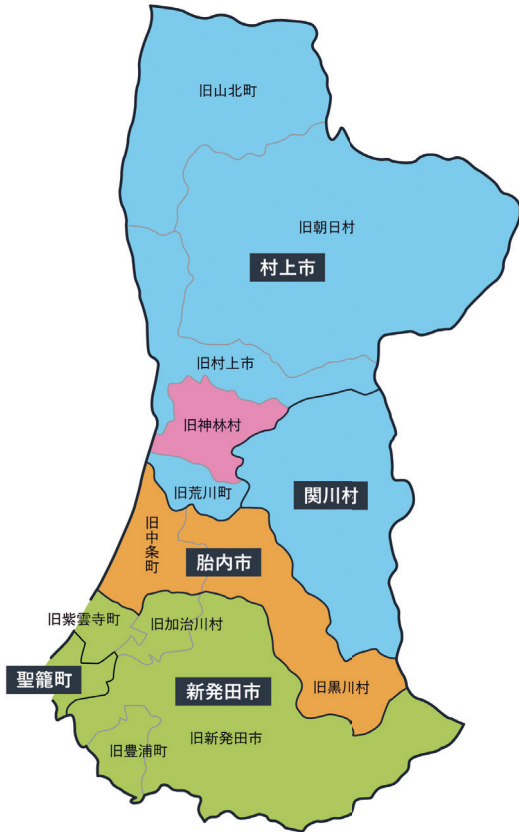 旧山北町
旧朝日村
村上市
旧村上市
旧神林村
旧荒川町
関川村
旧中条町
胎内市
旧紫雲寺町
旧加治川村
聖籠町
新発田市
旧黒川村
旧豊浦町
旧新発田市